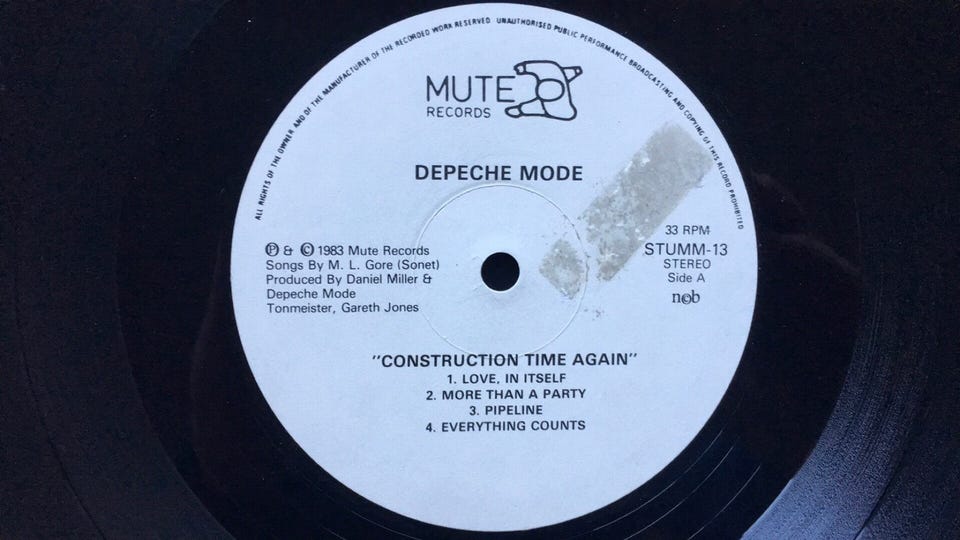 ALL RIGHTS OF THE OWNER AND OF THE MANUFACTURER OF THE RECORDED WORK RESERVED · UNAUTHORISED PUBLIC PERFORMANCE BROADCASTING AND COPYING OF THIS RECORD PROHIBITED
MUTE
RECORDS
DEPECHE MODE
℗ & © 1983 Mute Records
Songs By M. L. Gore (Sonet)
Produced By Daniel Miller &
Depeche Mode
Tonmeister, Gareth Jones
33 RPM
STUMM-13
STEREO
Side A
n©b
"CONSTRUCTION TIME AGAIN"
1. LOVE, IN ITSELF
2. MORE THAN A PARTY
3. PIPELINE
4. EVERYTHING COUNTS